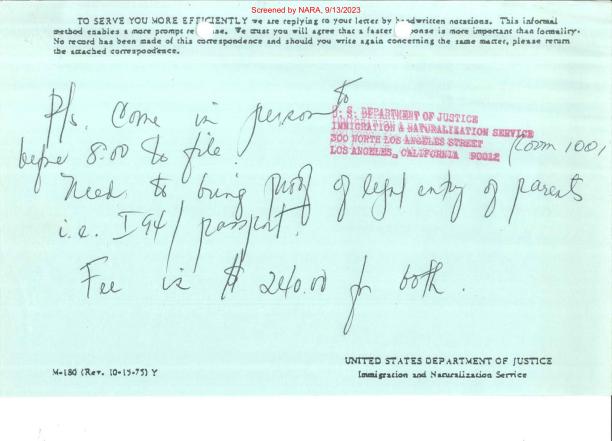 Screened by NARA, 9/13/2023
TO SERVE YOU MORE EFFICIENTLY we are replying to your letter by handwritten notations. This informal
method enables a more prompt response. We trust you will agree that a faster response is more important than formality.
No record has been made of this correspondence and should you write again concerning the same matter, please return
the attached correspondence.
Pls. Come in person to
U. S. DEPARTMENT OF JUSTICE
IMMIGRATION & NATURALIZATION SERVICE
300 NORTH LOS ANGELES STREET
LOS ANGELES, CALIFORNIA 90012
Room 1001
before 8:00 to file.
Need to bring proof of legal entry of parents
i.e. I94/passport.
Fee is $240.00 for both.
M-180 (Rev. 10-15-75) Y
UNITED STATES DEPARTMENT OF JUSTICE
Immigration and Naturalization Service